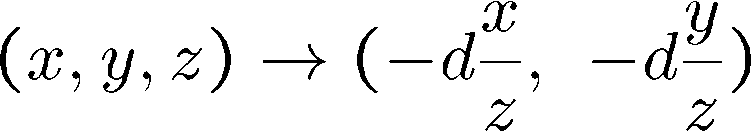 (x, y, z) → (−d x/z, −d y/z)